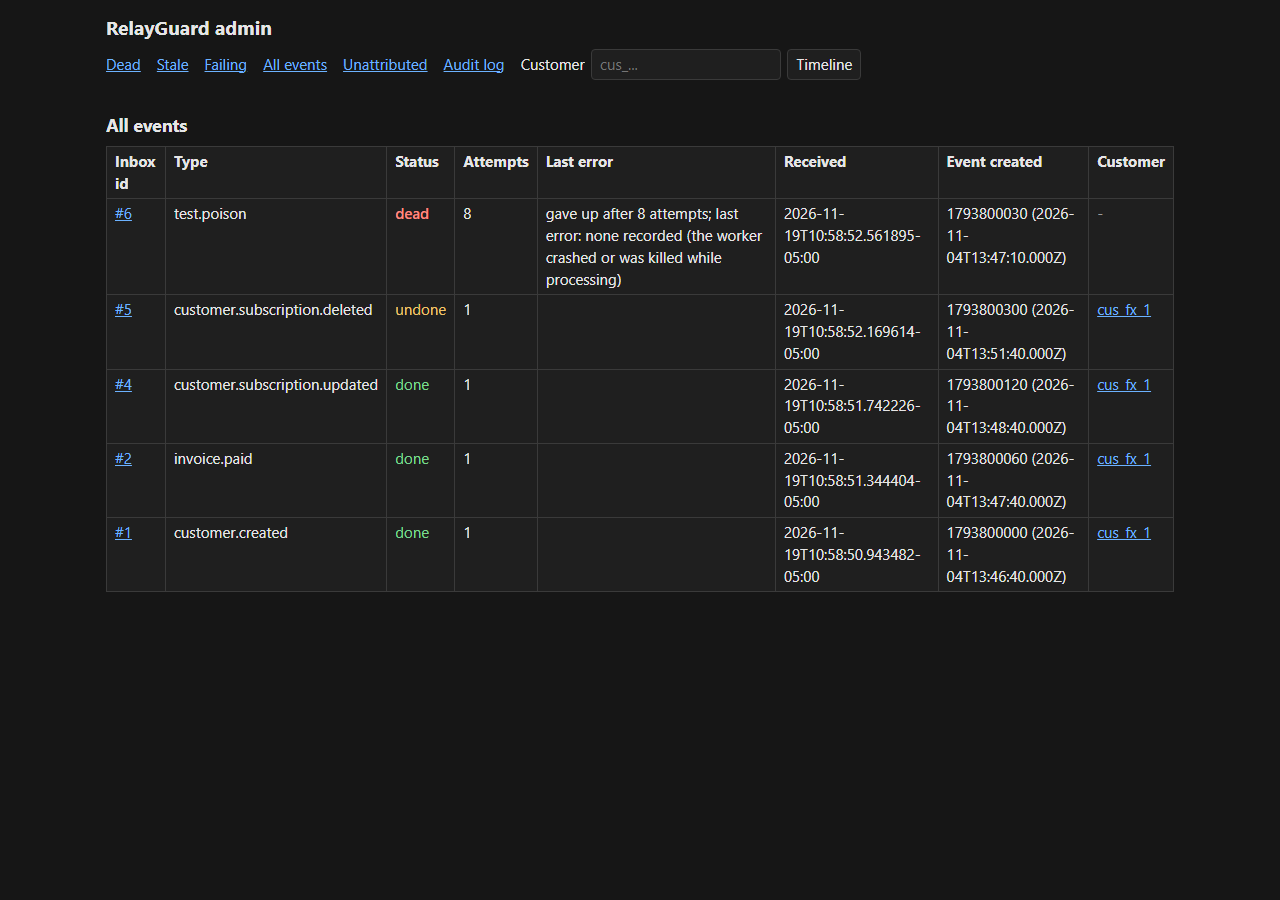 RelayGuard admin
Dead Stale Failing All events Unattributed Audit log Customer cus_... Timeline
All events
Inbox id Type Status Attempts Last error Received Event created Customer
#6 test.poison dead 8 gave up after 8 attempts; last error: none recorded (the worker crashed or was killed while processing) 2026-11-19T10:58:52.561895-05:00 1793800030 (2026-11-04T13:47:10.000Z) -
#5 customer.subscription.deleted undone 1 2026-11-19T10:58:52.169614-05:00 1793800300 (2026-11-04T13:51:40.000Z) cus_fx_1
#4 customer.subscription.updated done 1 2026-11-19T10:58:51.742226-05:00 1793800120 (2026-11-04T13:48:40.000Z) cus_fx_1
#2 invoice.paid done 1 2026-11-19T10:58:51.344404-05:00 1793800060 (2026-11-04T13:47:40.000Z) cus_fx_1
#1 customer.created done 1 2026-11-19T10:58:50.943482-05:00 1793800000 (2026-11-04T13:46:40.000Z) cus_fx_1